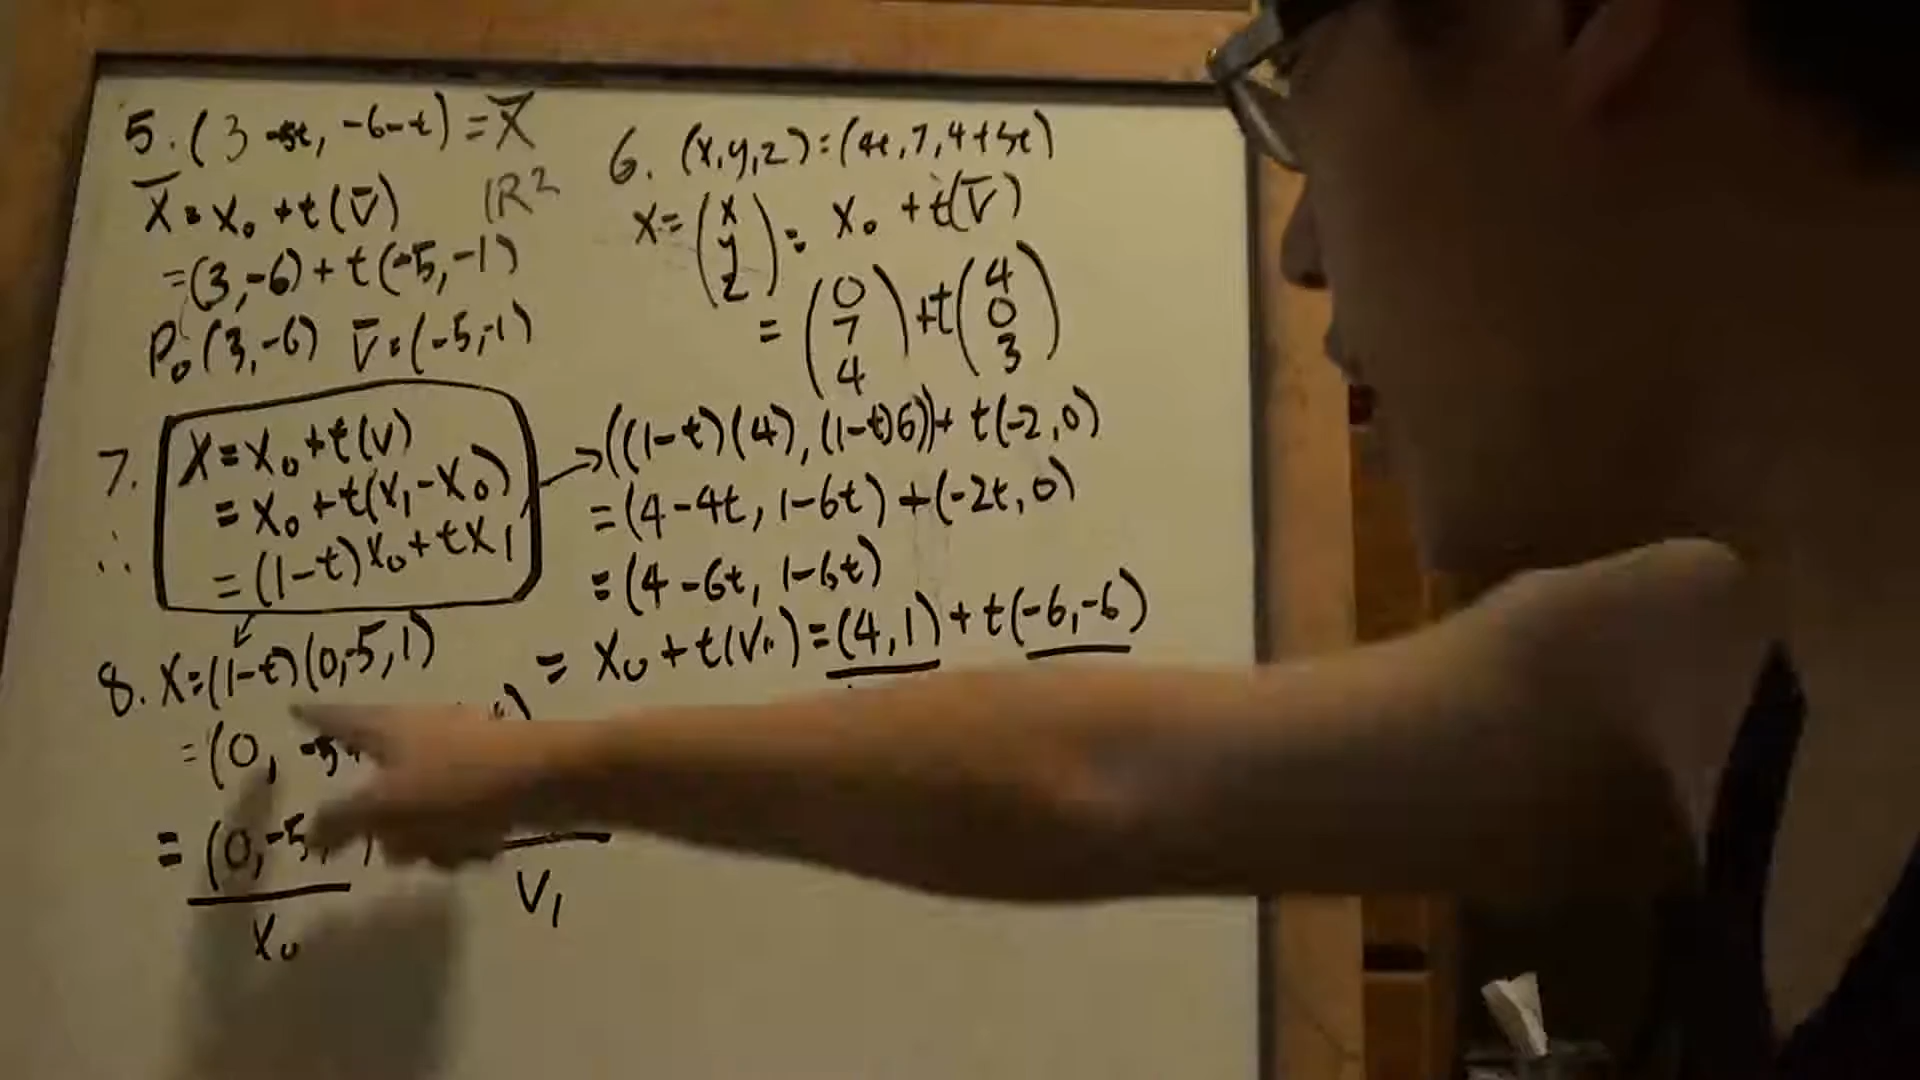 5. (3-5t, -6-t) = X̄
X̄ = X₀ + t(V̄) ℝ²
= (3,-6) + t(-5,-1)
P₀(3,-6) V̄ = (-5,-1)
6. (x,y,z) = (4t, 7, 4+3t)
X = (x y z) = X₀ + t(V̄)
= (0 7 4) + t(4 0 3)
7. X = X₀ + t(V)
= X₀ + t(X₁-X₀)
∴ = (1-t)X₀ + tX₁
→ ((1-t)(4), (1-t)6) + t(-2,0)
= (4-4t, 1-6t) + (-2t, 0)
= (4-6t, 1-6t)
= X₀ + t(V₁₁) = (4,1) + t(-6,-6)
8. X = (1-t)(0,-5,1)
= (0, -5
= (0,-5,
X₀ V₁